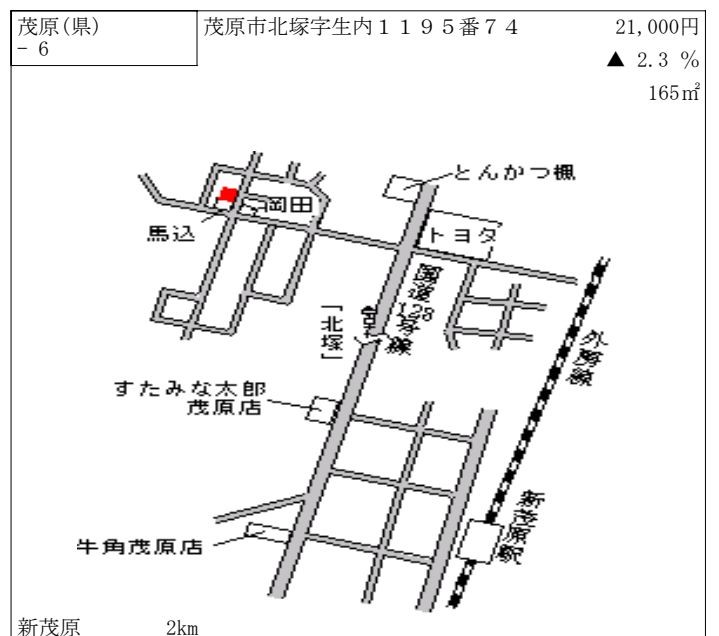 茂原(県)
- 6
茂原市北塚字生内１１９５番７４
21,000円
▲ 2.3 %
165㎡
とんかつ楓
岡田
馬込
トヨタ
国道128号線
「北塚」
外房線
すたみな太郎
茂原店
新茂原駅
牛角茂原店
新茂原 2km